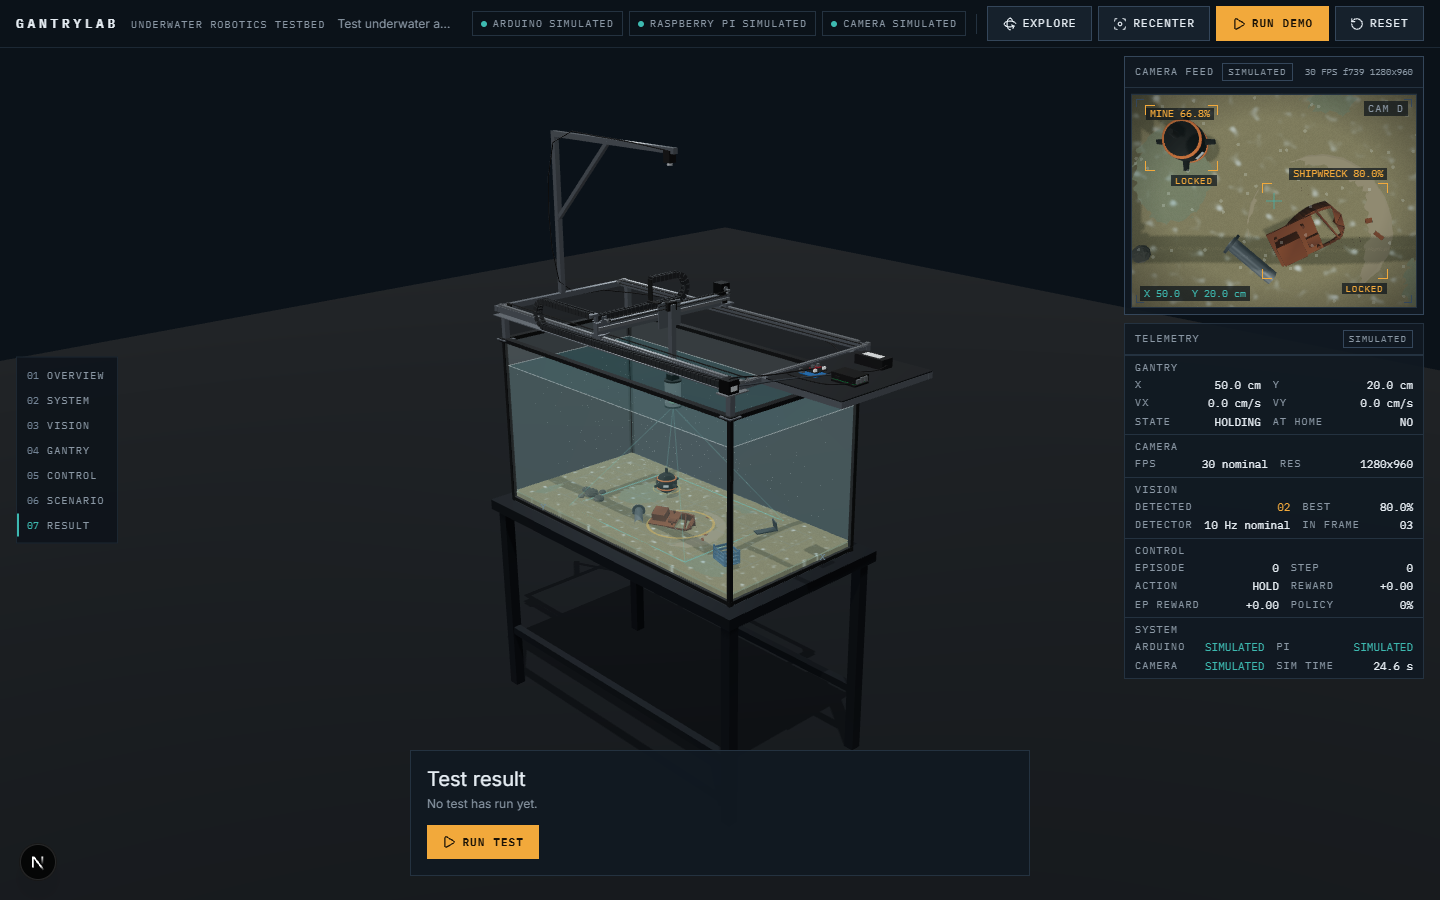 GANTRYLAB UNDERWATER ROBOTICS TESTBED Test underwater a... ARDUINO SIMULATED RASPBERRY PI SIMULATED CAMERA SIMULATED EXPLORE RECENTER RUN DEMO RESET
CAMERA FEED SIMULATED 30 FPS f739 1280x960
CAM D
MINE 66.8%
LOCKED
SHIPWRECK 80.0%
LOCKED
X 50.0 Y 20.0 cm
TELEMETRY SIMULATED
GANTRY
X 50.0 cm Y 20.0 cm
VX 0.0 cm/s VY 0.0 cm/s
STATE HOLDING AT HOME NO
CAMERA
FPS 30 nominal RES 1280x960
VISION
DETECTED 02 BEST 80.0%
DETECTOR 10 Hz nominal IN FRAME 03
CONTROL
EPISODE 0 STEP 0
ACTION HOLD REWARD +0.00
EP REWARD +0.00 POLICY 0%
SYSTEM
ARDUINO SIMULATED PI SIMULATED
CAMERA SIMULATED SIM TIME 24.6 s
01 OVERVIEW
02 SYSTEM
03 VISION
04 GANTRY
05 CONTROL
06 SCENARIO
07 RESULT
Test result
No test has run yet.
RUN TEST
N